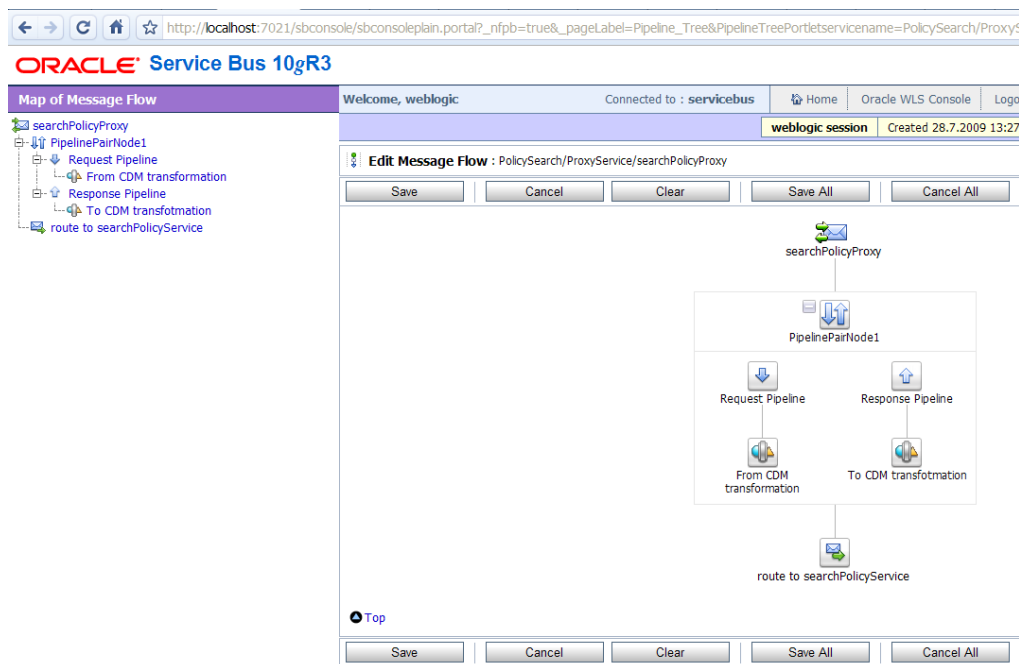 http://localhost:7021/sbconsole/sbconsoleplain.portal?_nfpb=true&_pageLabel=Pipeline_Tree&PipelineTreePortletservicename=PolicySearch/ProxyS
ORACLE Service Bus 10gR3
Map of Message Flow
searchPolicyProxy
PipelinePairNode1
Request Pipeline
From CDM transformation
Response Pipeline
To CDM transfotmation
route to searchPolicyService
Welcome, weblogic Connected to : servicebus Home Oracle WLS Console Logo
weblogic session Created 28.7.2009 13:27
Edit Message Flow : PolicySearch/ProxyService/searchPolicyProxy
Save Cancel Clear Save All Cancel All
searchPolicyProxy
PipelinePairNode1
Request Pipeline Response Pipeline
From CDM transformation
To CDM transfotmation
route to searchPolicyService
Top
Save Cancel Clear Save All Cancel All